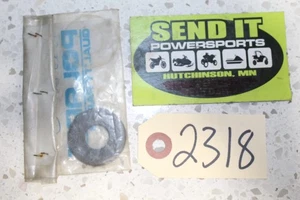 SEND IT
POWERSPORTS
HUTCHINSON, MN
2318